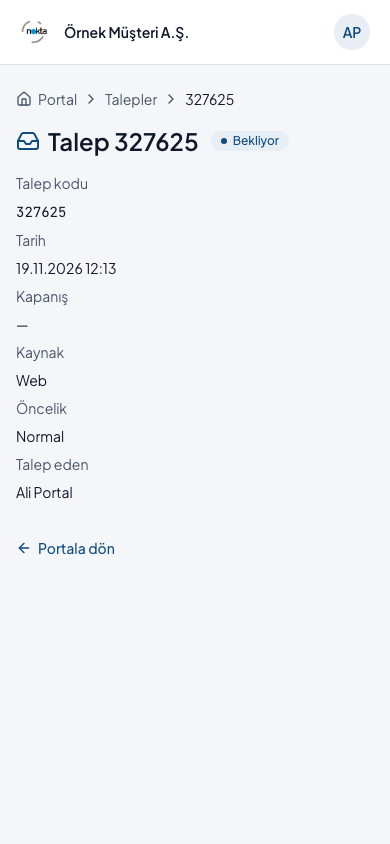 nokta
Örnek Müşteri A.Ş.
AP
Portal > Talepler > 327625
Talep 327625
Bekliyor
Talep kodu
327625
Tarih
19.11.2026 12:13
Kapanış
—
Kaynak
Web
Öncelik
Normal
Talep eden
Ali Portal
← Portala dön